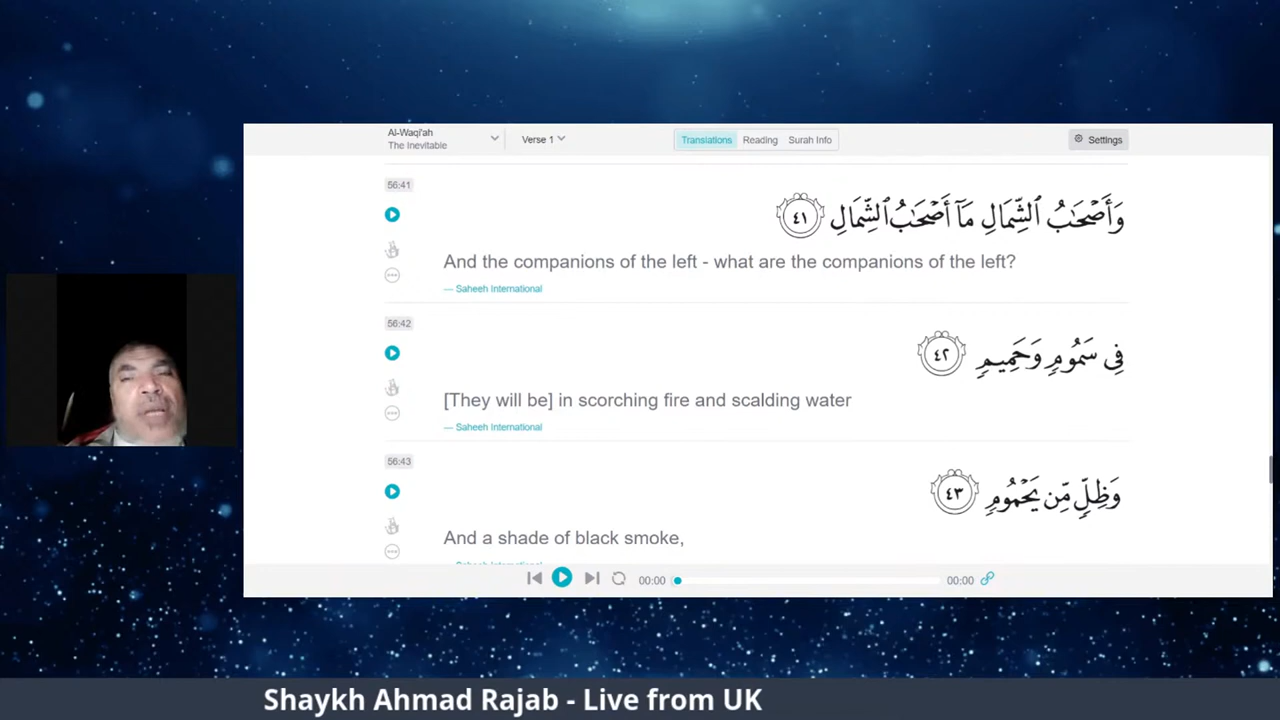 Al-Waqi'ah
The Inevitable
Verse 1
Translations
Reading
Surah Info
Settings
56:41
وَأَصْحَٰبُ ٱلشِّمَالِ مَآ أَصْحَٰبُ ٱلشِّمَالِ ٤١
And the companions of the left - what are the companions of the left?
— Saheeh International
56:42
فِى سَمُومٍ وَحَمِيمٍ ٤٢
[They will be] in scorching fire and scalding water
— Saheeh International
56:43
وَظِلٍّ مِّن يَحْمُومٍ ٤٣
And a shade of black smoke,
— Saheeh International
00:00
00:00
Shaykh Ahmad Rajab - Live from UK